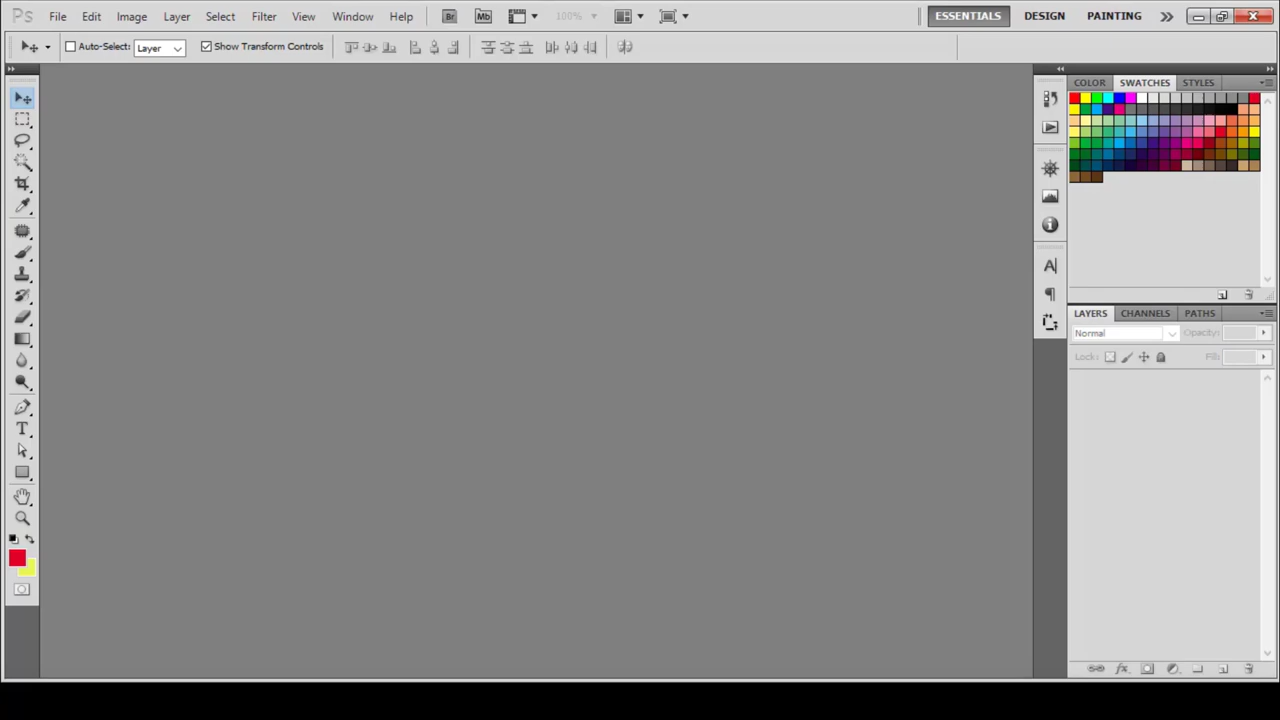 Ps File Edit Image Layer Select Filter View Window Help Br Mb 100% ESSENTIALS DESIGN PAINTING
Auto-Select: Layer Show Transform Controls
COLOR SWATCHES STYLES
LAYERS CHANNELS PATHS
Normal Opacity:
Lock: Fill: